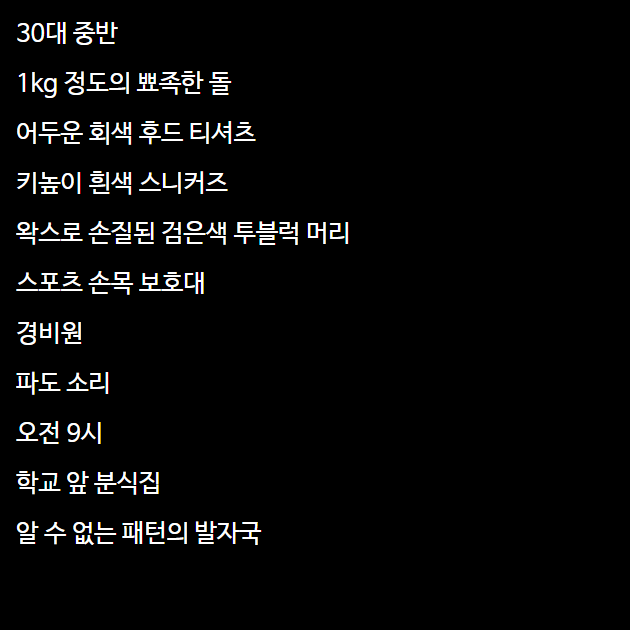 30대 중반
1kg 정도의 뾰족한 돌
어두운 회색 후드 티셔츠
키높이 흰색 스니커즈
왁스로 손질된 검은색 투블럭 머리
스포츠 손목 보호대
경비원
파도 소리
오전 9시
학교 앞 분식집
알 수 없는 패턴의 발자국